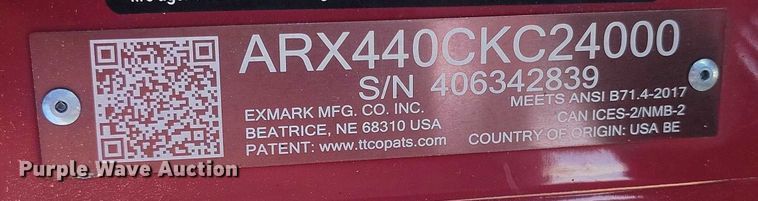 ARX440CKC24000
S/N 406342839
MEETS ANSI B71.4-2017
EXMARK MFG. CO. INC.
CAN ICES-2/NMB-2
BEATRICE, NE 68310 USA
COUNTRY OF ORIGIN: USA BE
PATENT: www.ttcopats.com
Purple Wave Auction